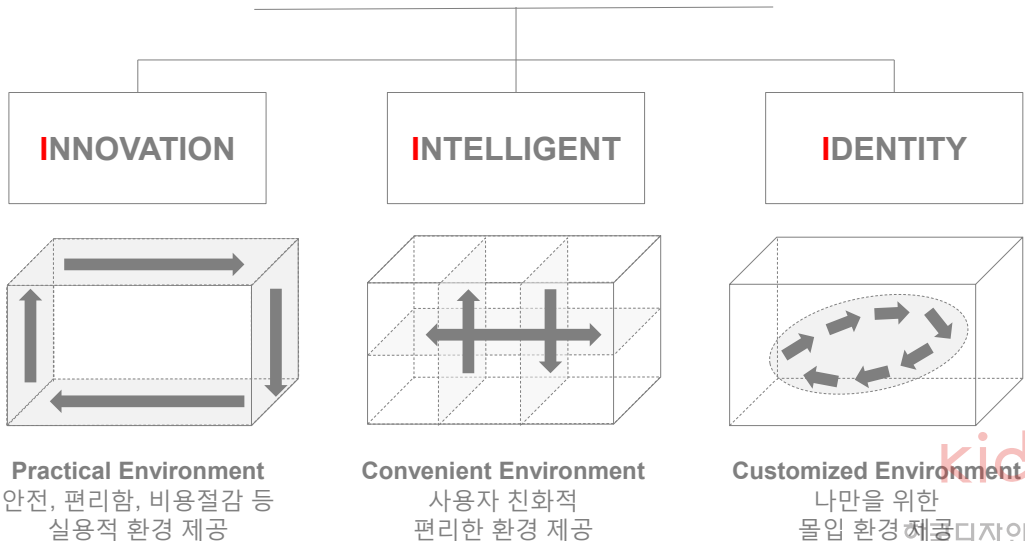 INNOVATION
INTELLIGENT
IDENTITY
Practical Environment
안전, 편리함, 비용절감 등
실용적 환경 제공
Convenient Environment
사용자 친화적
편리한 환경 제공
Customized Environment
나만을 위한
몰입 환경 제공
kid